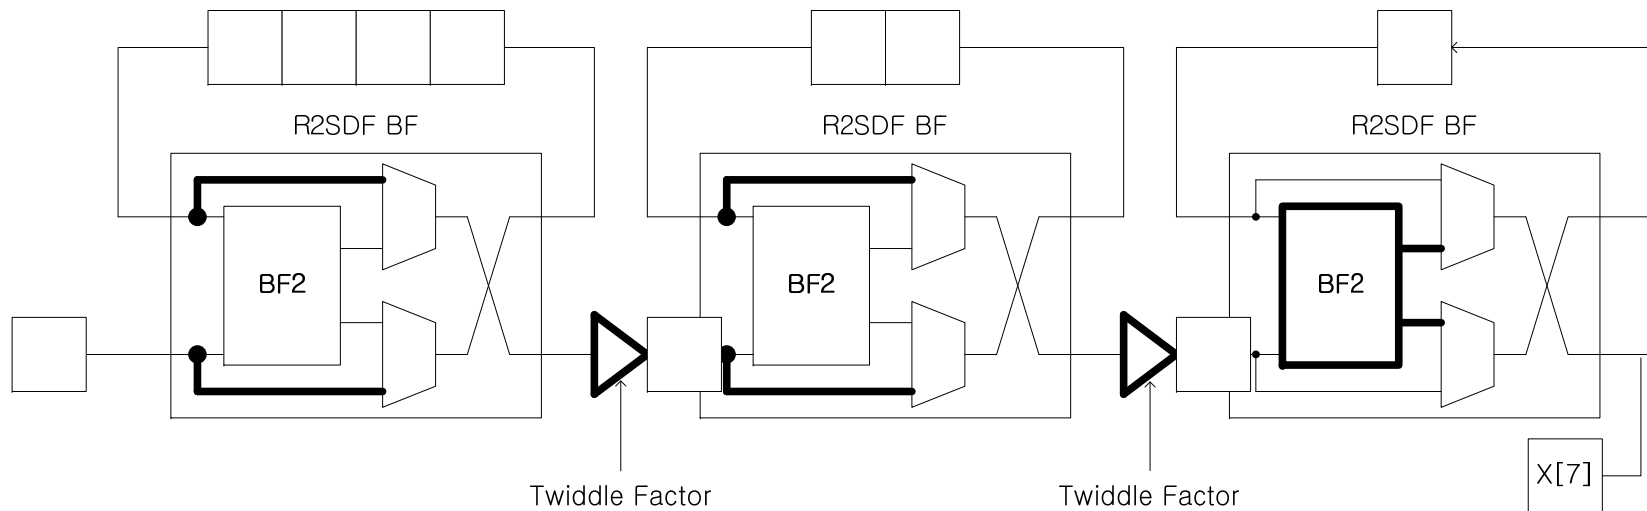 R2SDF BF
R2SDF BF
R2SDF BF
BF2
BF2
BF2
Twiddle Factor
Twiddle Factor
X[7]